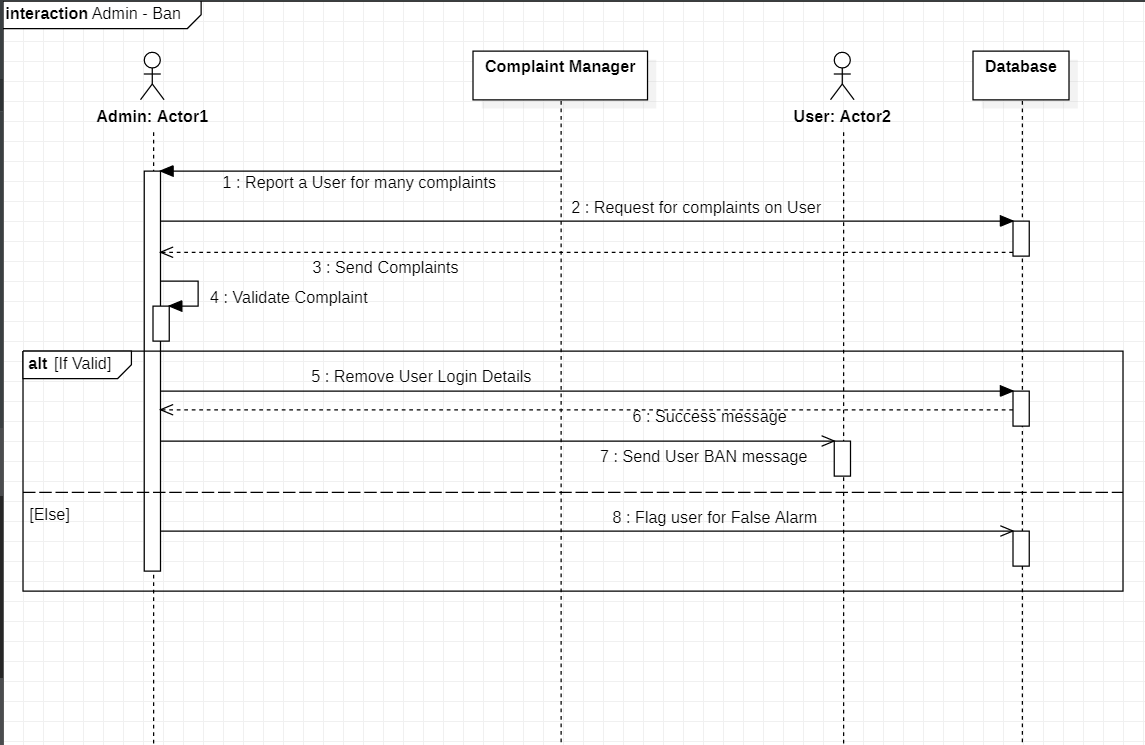 interaction Admin - Ban
Complaint Manager
Database
Admin: Actor1
User: Actor2
1 : Report a User for many complaints
2 : Request for complaints on User
3 : Send Complaints
4 : Validate Complaint
alt [If Valid]
5 : Remove User Login Details
6 : Success message
7 : Send User BAN message
[Else]
8 : Flag user for False Alarm